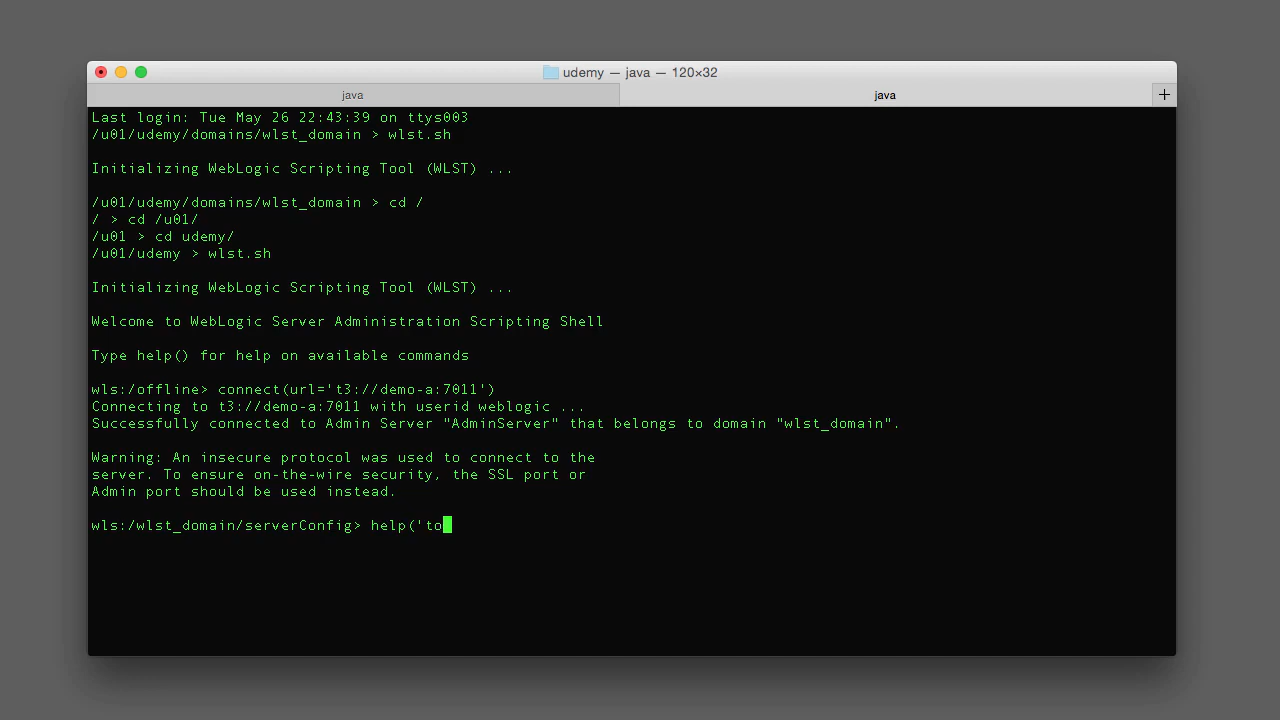 udemy — java — 120×32
java
java
+
Last login: Tue May 26 22:43:39 on ttys003
/u01/udemy/domains/wlst_domain > wlst.sh
Initializing WebLogic Scripting Tool (WLST) ...
/u01/udemy/domains/wlst_domain > cd /
/ > cd /u01/
/u01 > cd udemy/
/u01/udemy > wlst.sh
Initializing WebLogic Scripting Tool (WLST) ...
Welcome to WebLogic Server Administration Scripting Shell
Type help() for help on available commands
wls:/offline> connect(url='t3://demo-a:7011')
Connecting to t3://demo-a:7011 with userid weblogic ...
Successfully connected to Admin Server "AdminServer" that belongs to domain "wlst_domain".
Warning: An insecure protocol was used to connect to the
server. To ensure on-the-wire security, the SSL port or
Admin port should be used instead.
wls:/wlst_domain/serverConfig> help('to